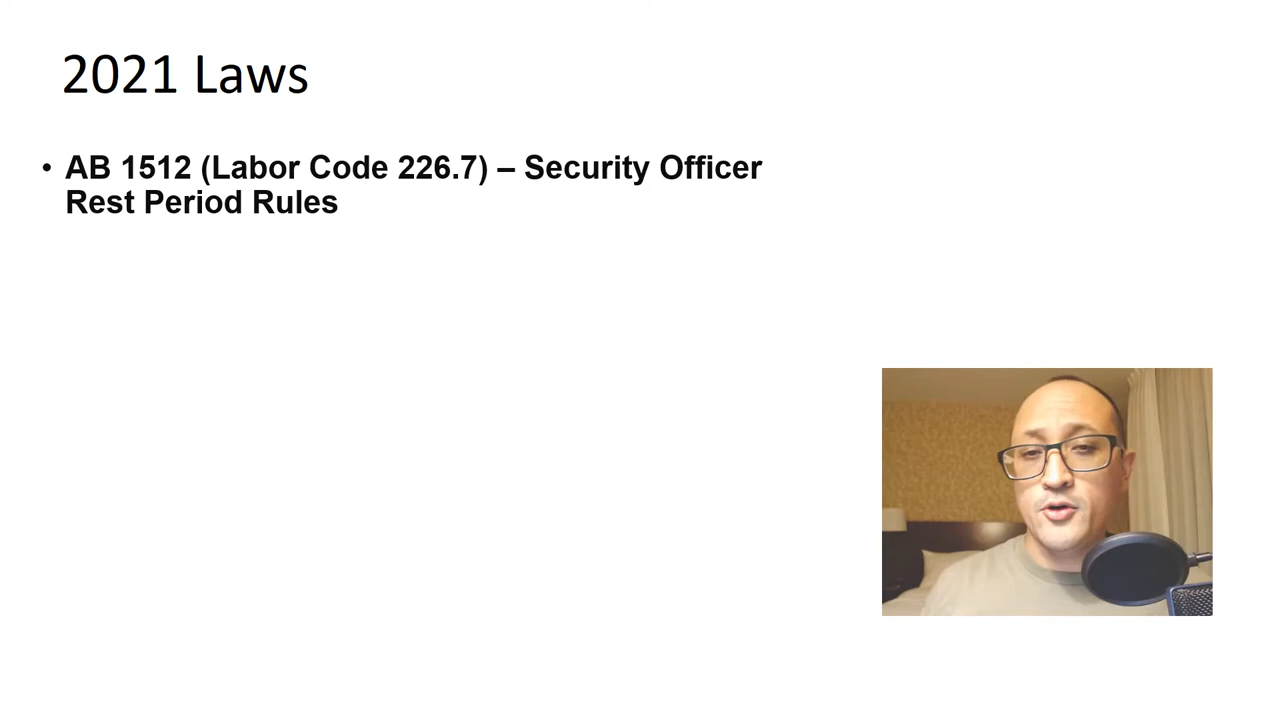 2021 Laws
• AB 1512 (Labor Code 226.7) – Security Officer
Rest Period Rules